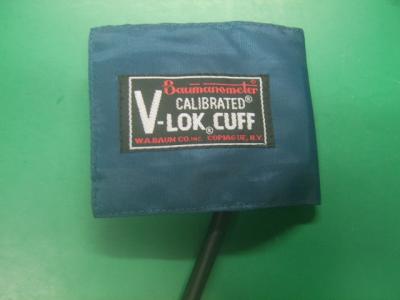 Baumanometer®
CALIBRATED®
V-LOK® CUFF
W.A.BAUM CO. INC. COPIAGUE, N.Y.